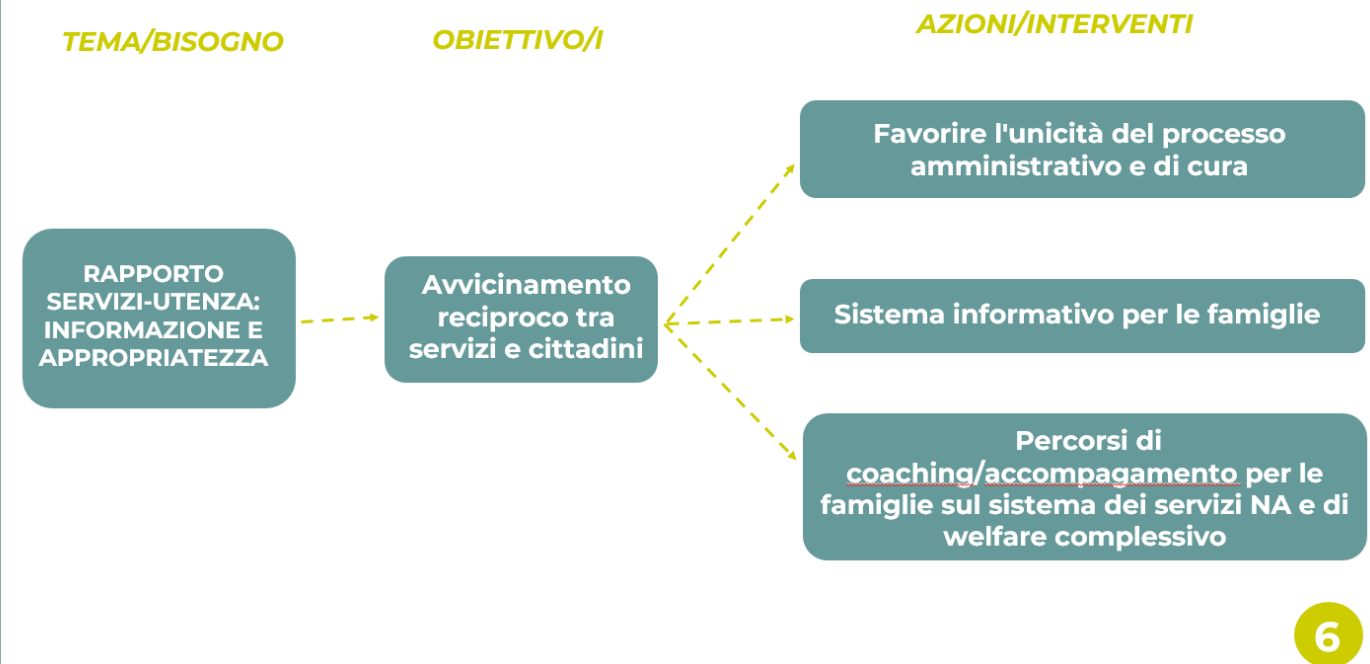 TEMA/BISOGNO
OBIETTIVO/I
AZIONI/INTERVENTI
RAPPORTO
SERVIZI-UTENZA:
INFORMAZIONE E
APPROPRIATEZZA
Avvicinamento
reciproco tra
servizi e cittadini
Favorire l'unicità del processo
amministrativo e di cura
Sistema informativo per le famiglie
Percorsi di
coaching/accompagamento per le
famiglie sul sistema dei servizi NA e di
welfare complessivo
6